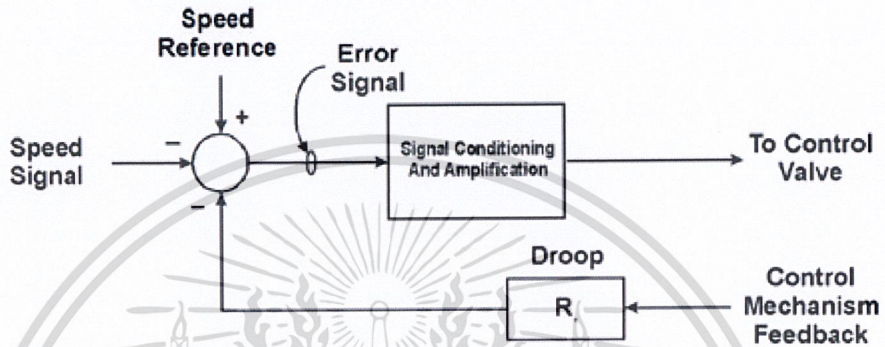 Speed
Reference
Error
Signal
+
−
Speed
Signal
Signal Conditioning
And Amplification
To Control
Valve
−
Droop
R
Control
Mechanism
Feedback